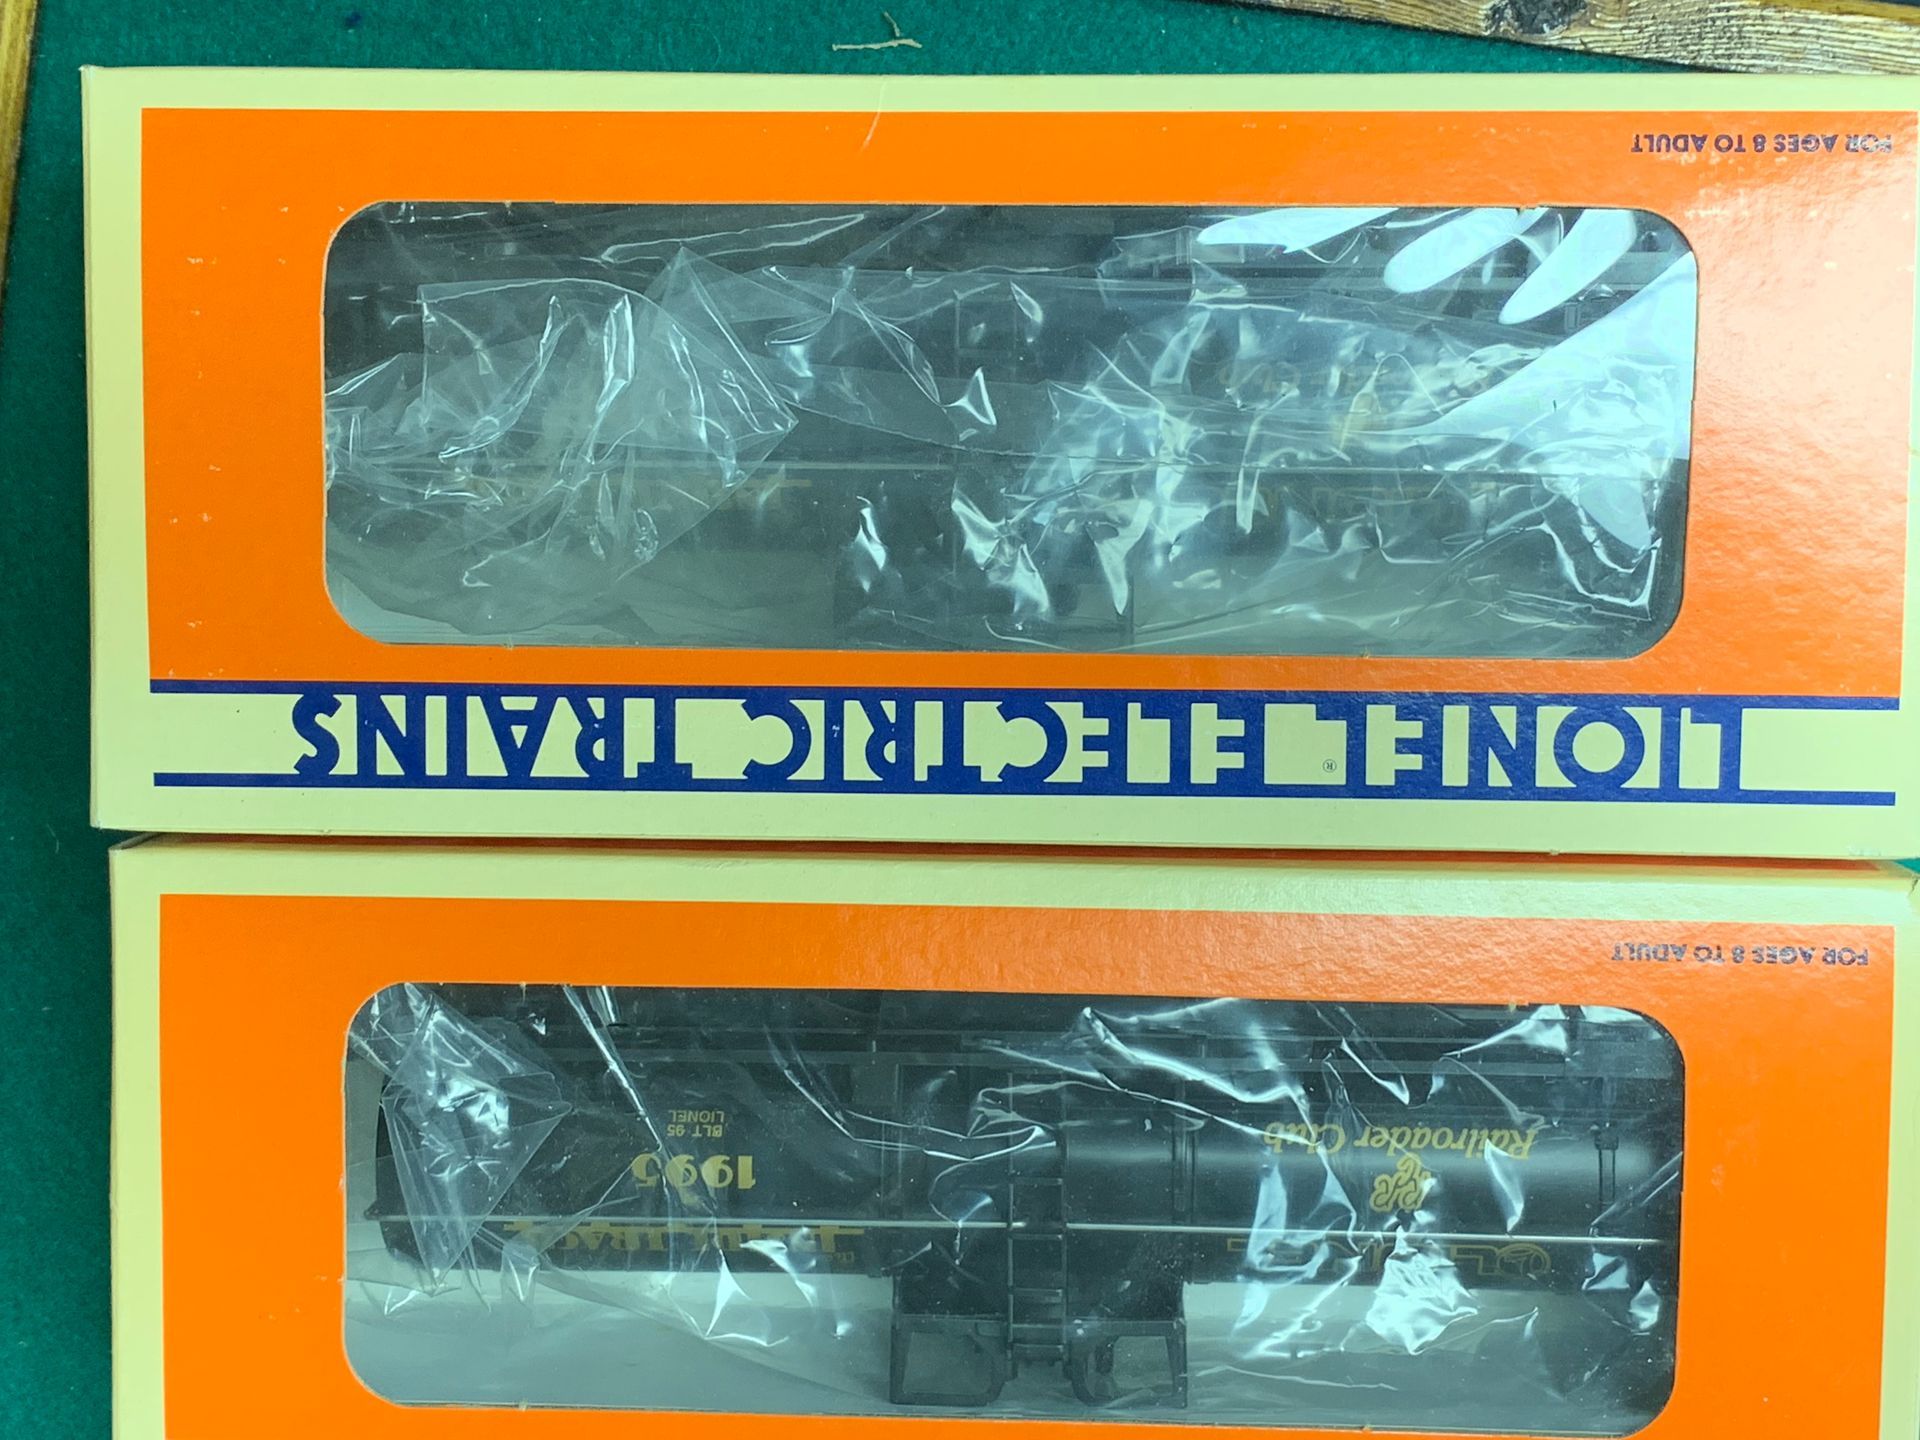 FOR AGES 8 TO ADULT
LIONEL® ELECTRIC TRAINS
FOR AGES 8 TO ADULT
LIONEL
Railroader Club
1995
BLT 95
LIONEL